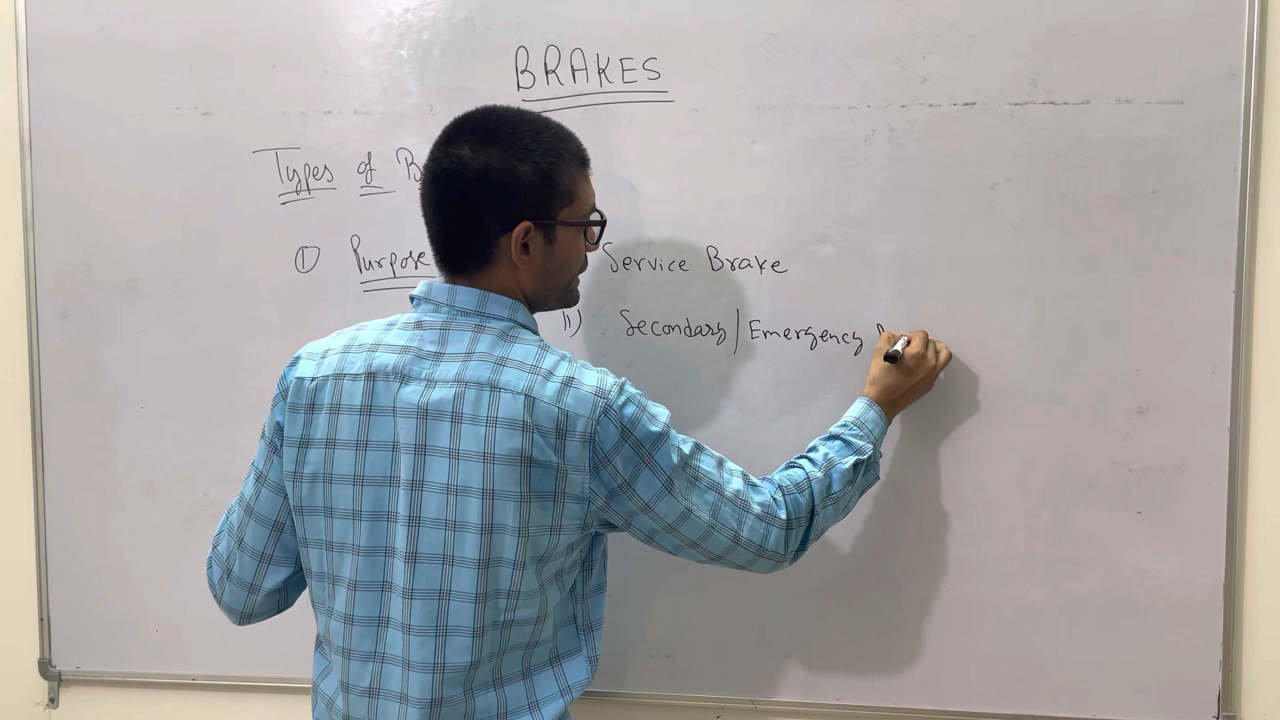 BRAKES
Types of B
① Purpose Service Brake
ii) Secondary/Emergency